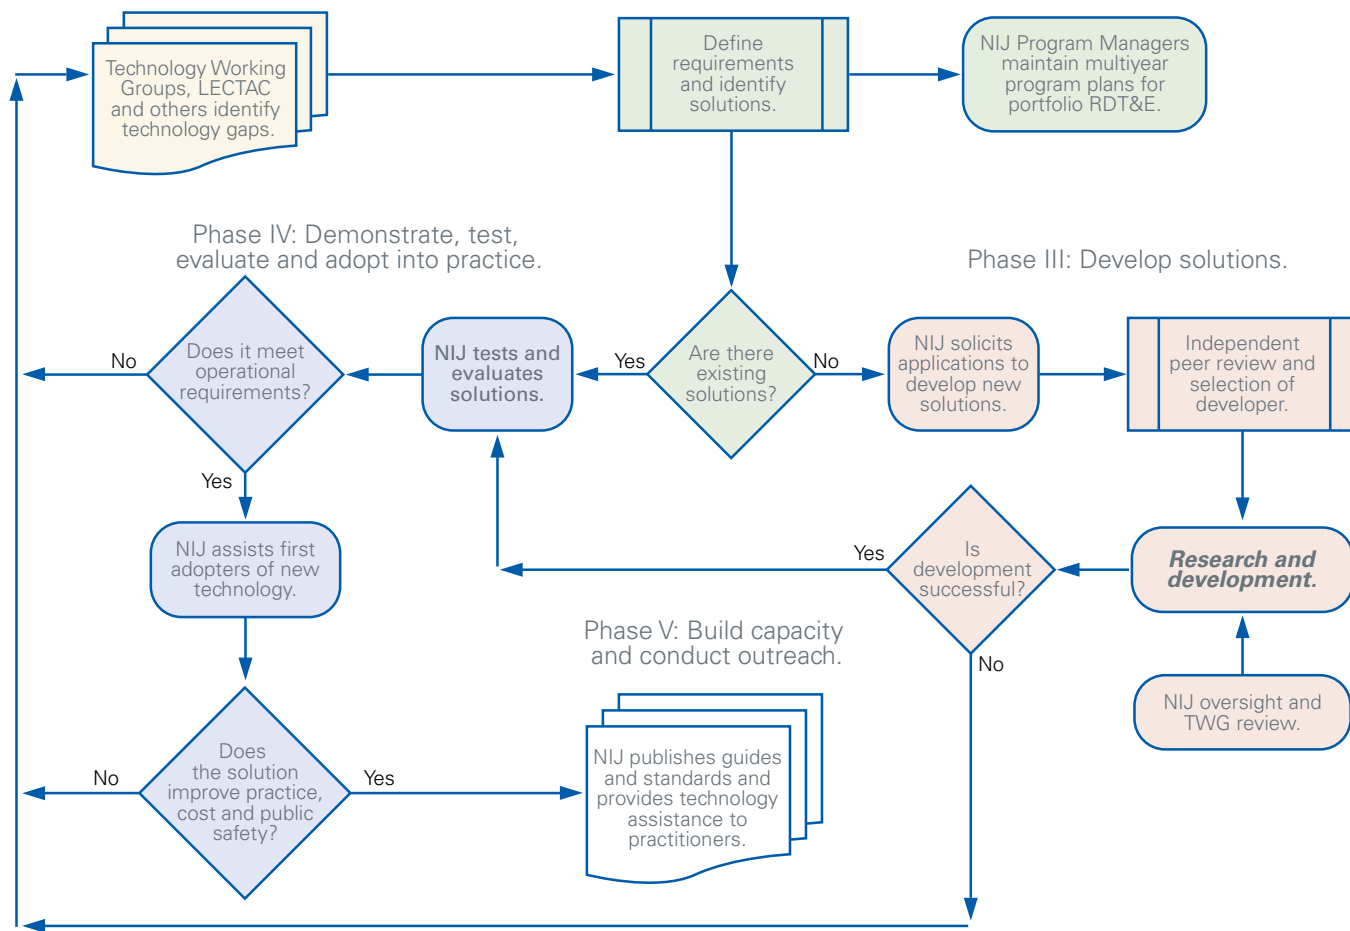 Technology Working
Groups, LECTAC
and others identify
technology gaps.
Define
requirements
and identify
solutions.
NIJ Program Managers
maintain multiyear
program plans for
portfolio RDT&E.
Phase IV: Demonstrate, test,
evaluate and adopt into practice.
Phase III: Develop solutions.
No
Does it meet
operational
requirements?
NIJ tests and
evaluates
solutions.
Yes
Are there
existing
solutions?
No
NIJ solicits
applications to
develop new
solutions.
Independent
peer review and
selection of
developer.
Yes
NIJ assists first
adopters of new
technology.
Yes
Is
development
successful?
Research and
development.
No
NIJ oversight and
TWG review.
Phase V: Build capacity
and conduct outreach.
No
Does
the solution
improve practice,
cost and public
safety?
Yes
NIJ publishes guides
and standards and
provides technology
assistance to
practitioners.